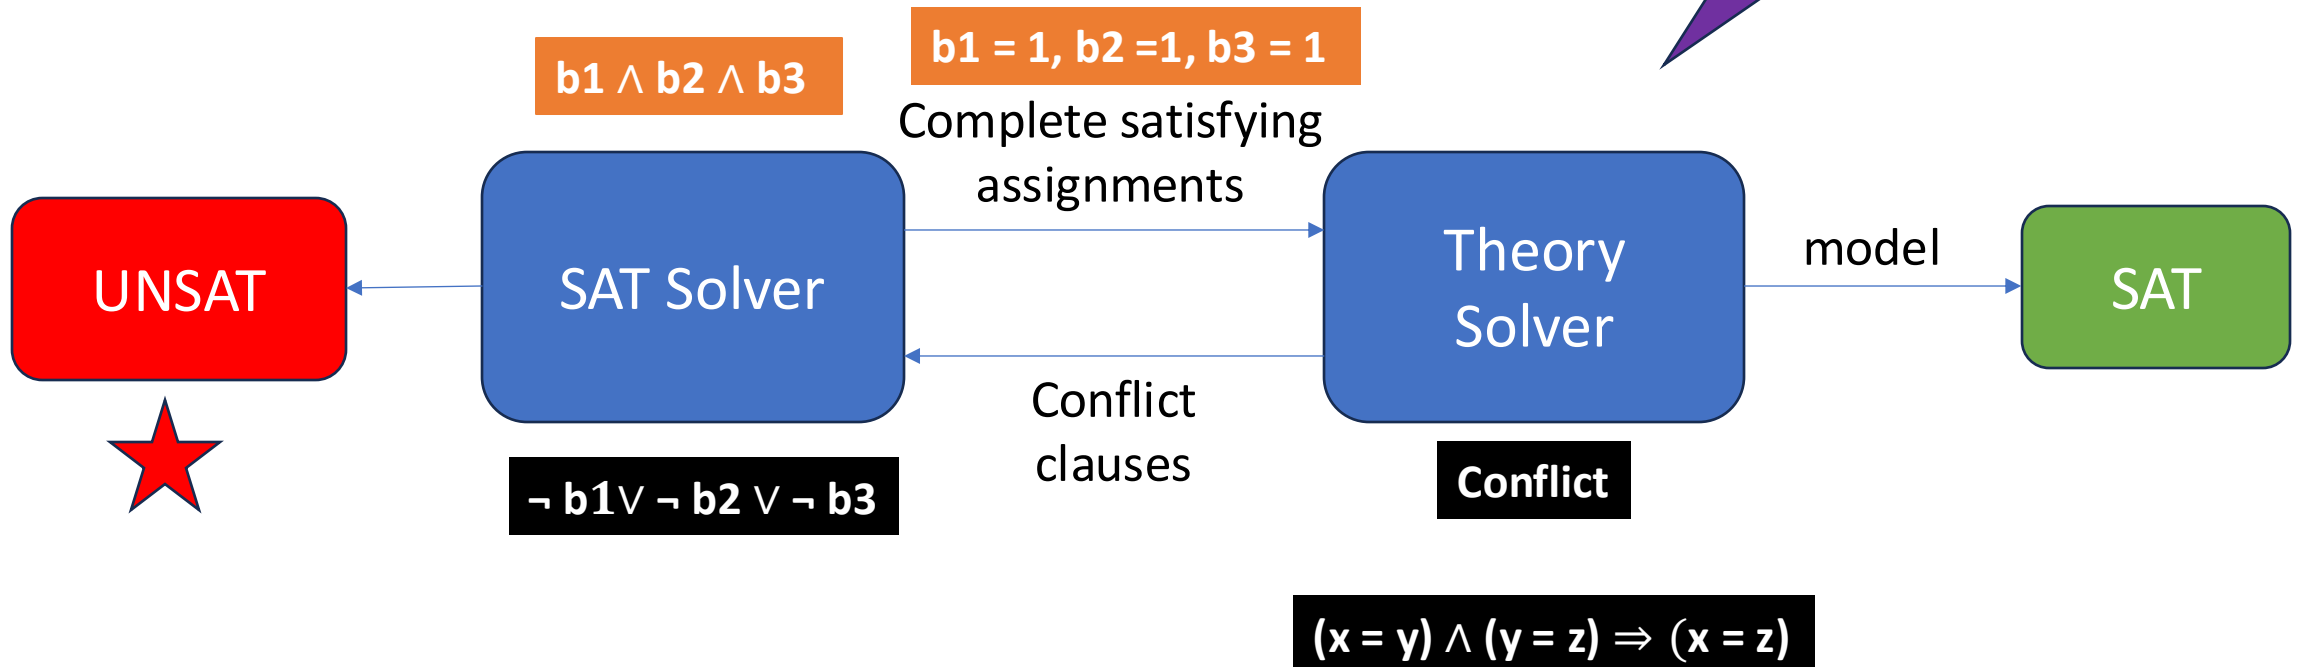 b1 = 1, b2 =1, b3 = 1
b1 ∧ b2 ∧ b3
Complete satisfying
assignments
UNSAT
SAT Solver
Theory
Solver
model
SAT
Conflict
clauses
Conflict
¬ b1∨ ¬ b2 ∨ ¬ b3
(x = y) ∧ (y = z) ⇒ (x = z)